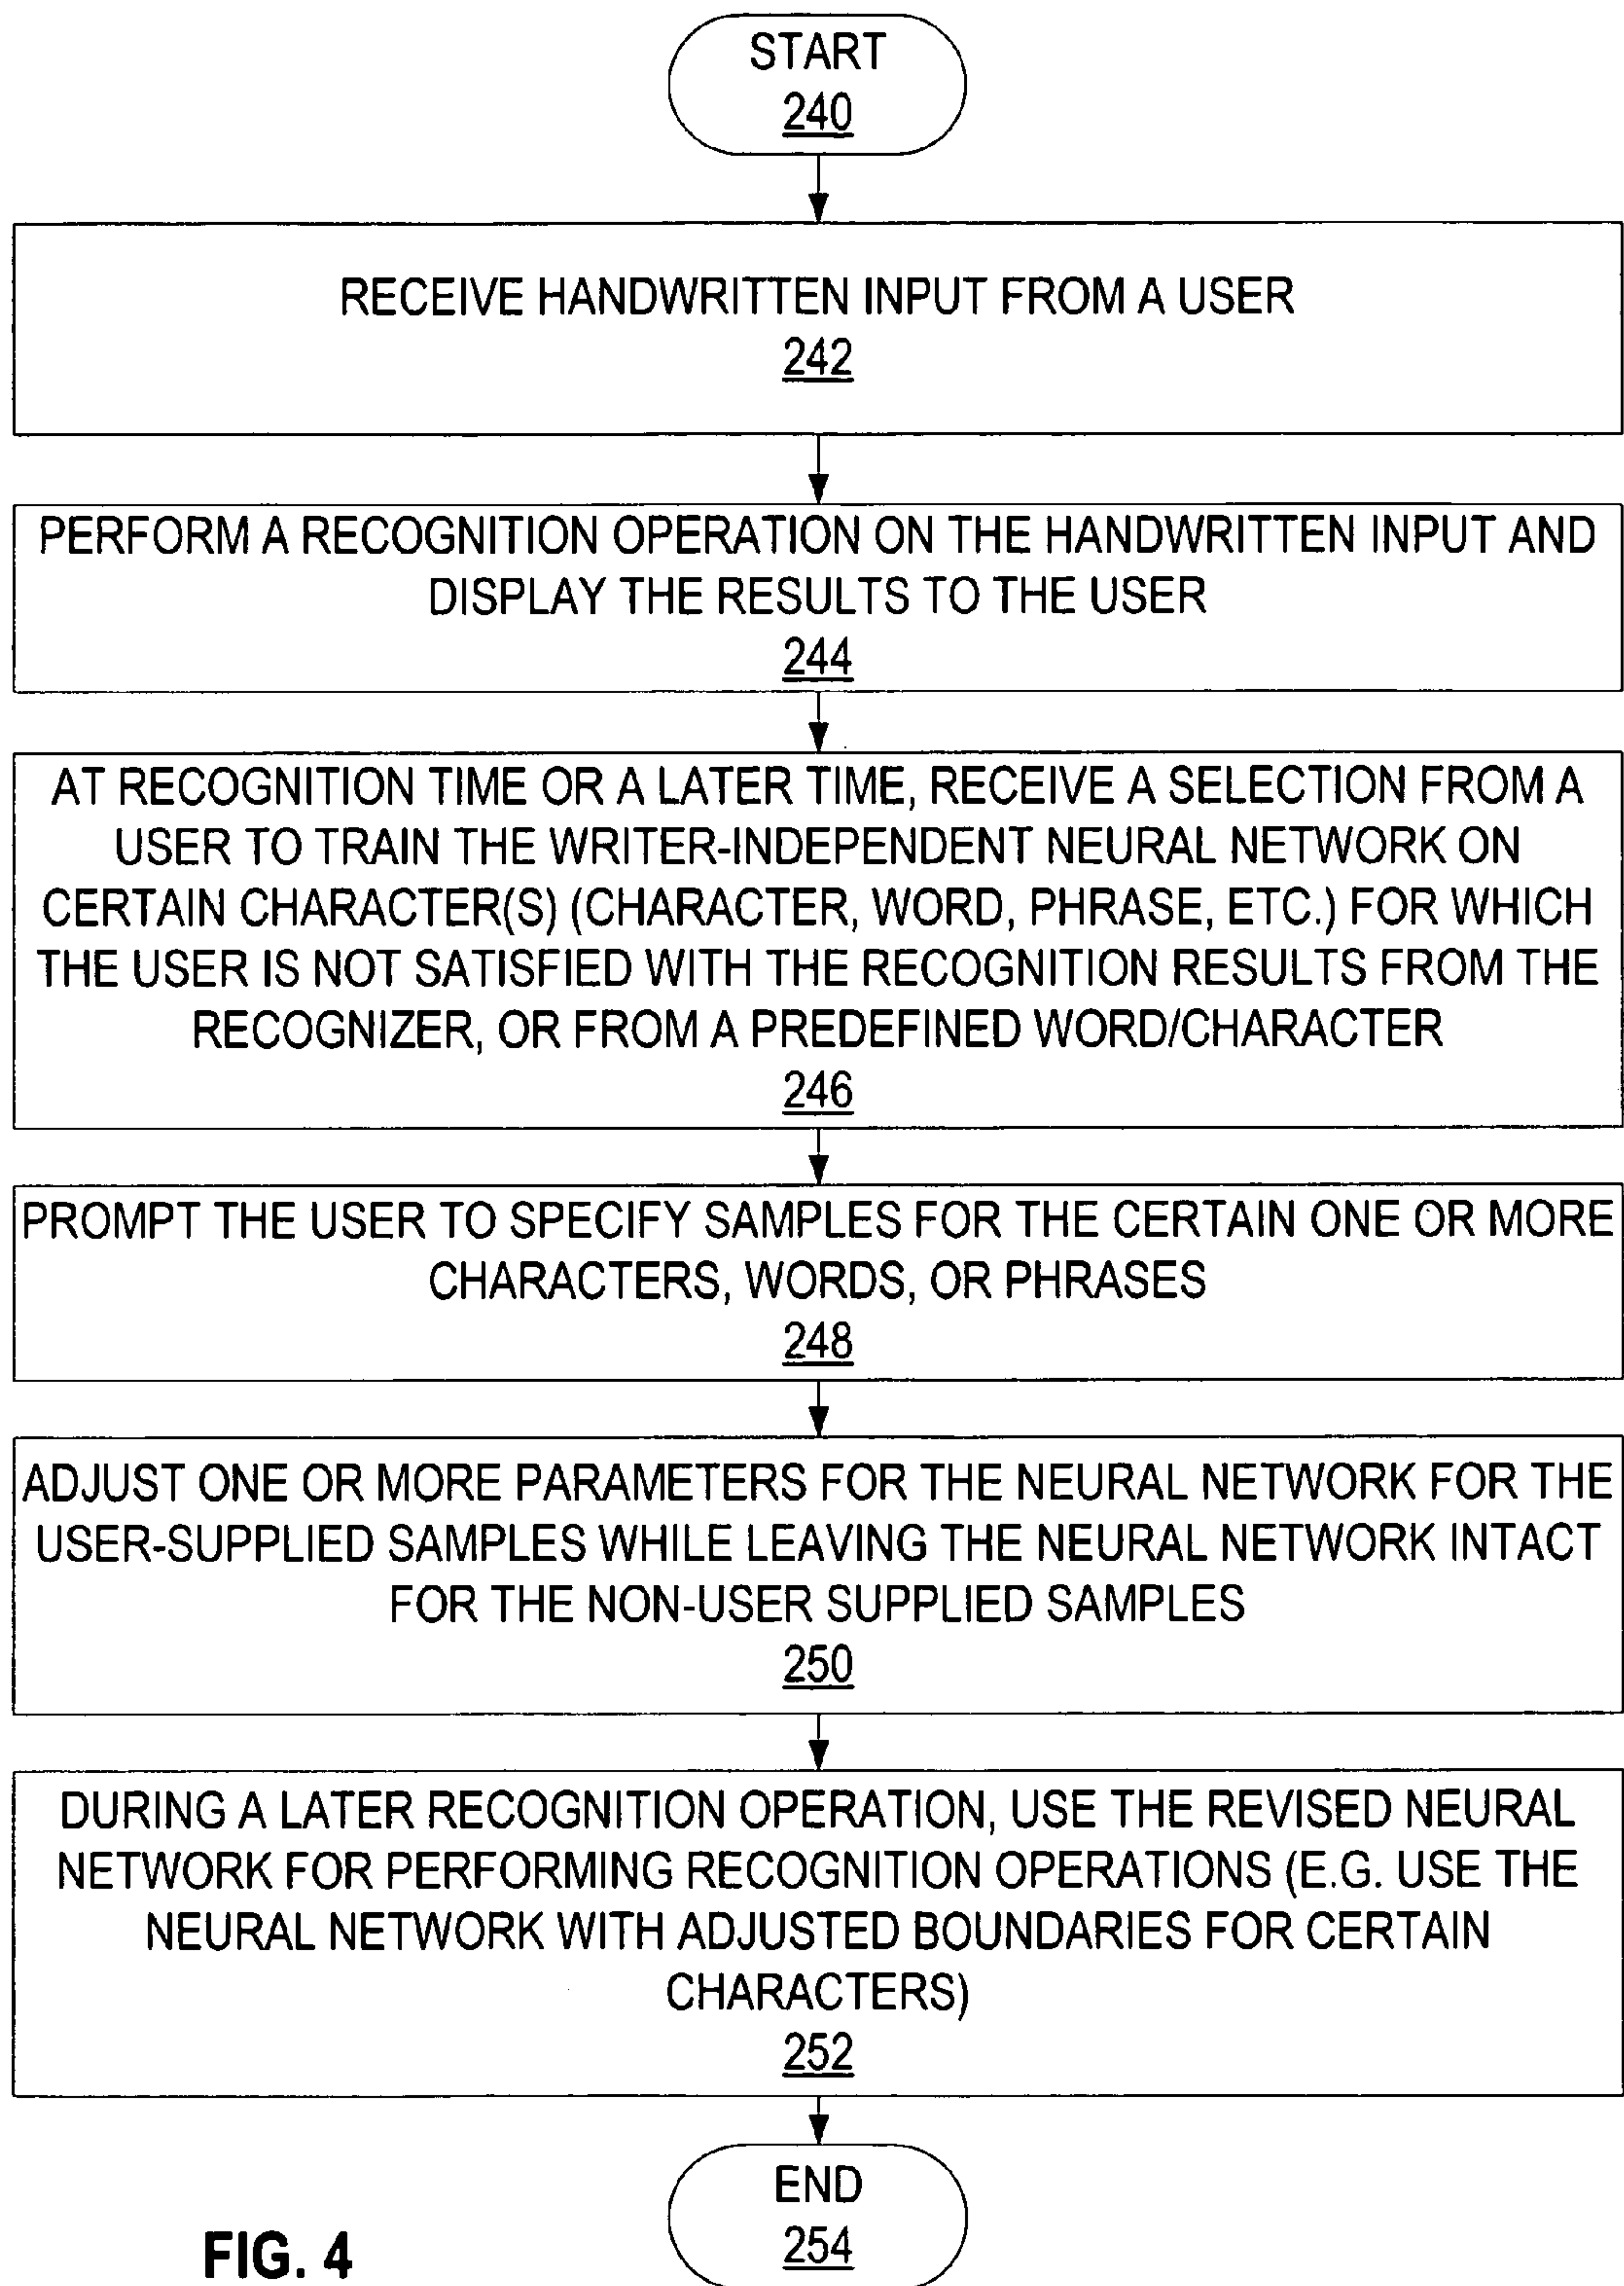 START
240
RECEIVE HANDWRITTEN INPUT FROM A USER
242
PERFORM A RECOGNITION OPERATION ON THE HANDWRITTEN INPUT AND
DISPLAY THE RESULTS TO THE USER
244
AT RECOGNITION TIME OR A LATER TIME, RECEIVE A SELECTION FROM A
USER TO TRAIN THE WRITER-INDEPENDENT NEURAL NETWORK ON
CERTAIN CHARACTER(S) (CHARACTER, WORD, PHRASE, ETC.) FOR WHICH
THE USER IS NOT SATISFIED WITH THE RECOGNITION RESULTS FROM THE
RECOGNIZER, OR FROM A PREDEFINED WORD/CHARACTER
246
PROMPT THE USER TO SPECIFY SAMPLES FOR THE CERTAIN ONE OR MORE
CHARACTERS, WORDS, OR PHRASES
248
ADJUST ONE OR MORE PARAMETERS FOR THE NEURAL NETWORK FOR THE
USER-SUPPLIED SAMPLES WHILE LEAVING THE NEURAL NETWORK INTACT
FOR THE NON-USER SUPPLIED SAMPLES
250
DURING A LATER RECOGNITION OPERATION, USE THE REVISED NEURAL
NETWORK FOR PERFORMING RECOGNITION OPERATIONS (E.G. USE THE
NEURAL NETWORK WITH ADJUSTED BOUNDARIES FOR CERTAIN
CHARACTERS)
252
END
254
FIG. 4